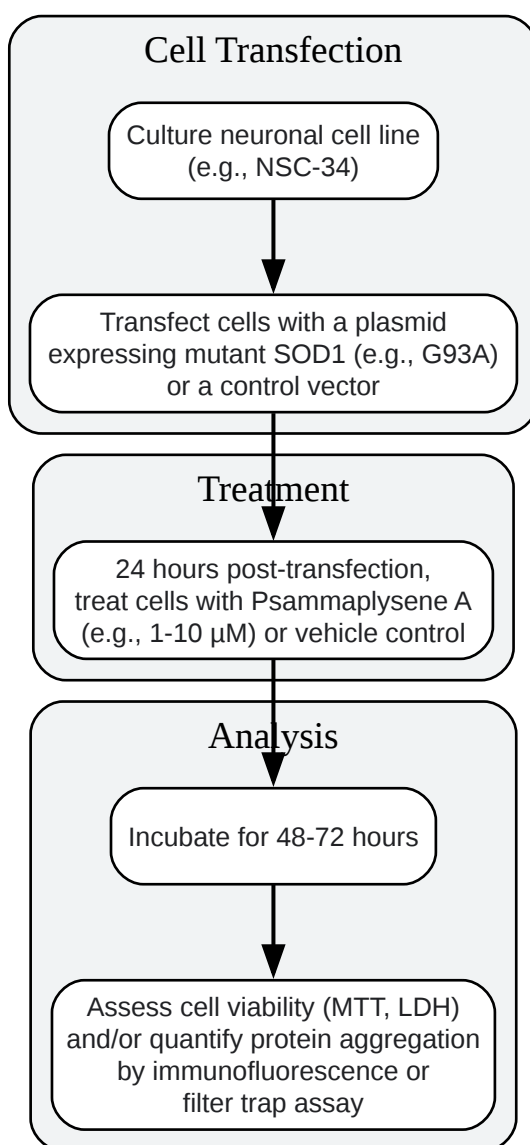 Cell Transfection
Culture neuronal cell line
(e.g., NSC-34)
Transfect cells with a plasmid
expressing mutant SOD1 (e.g., G93A)
or a control vector
Treatment
24 hours post-transfection,
treat cells with Psammaplysene A
(e.g., 1-10 µM) or vehicle control
Analysis
Incubate for 48-72 hours
Assess cell viability (MTT, LDH)
and/or quantify protein aggregation
by immunofluorescence or
filter trap assay